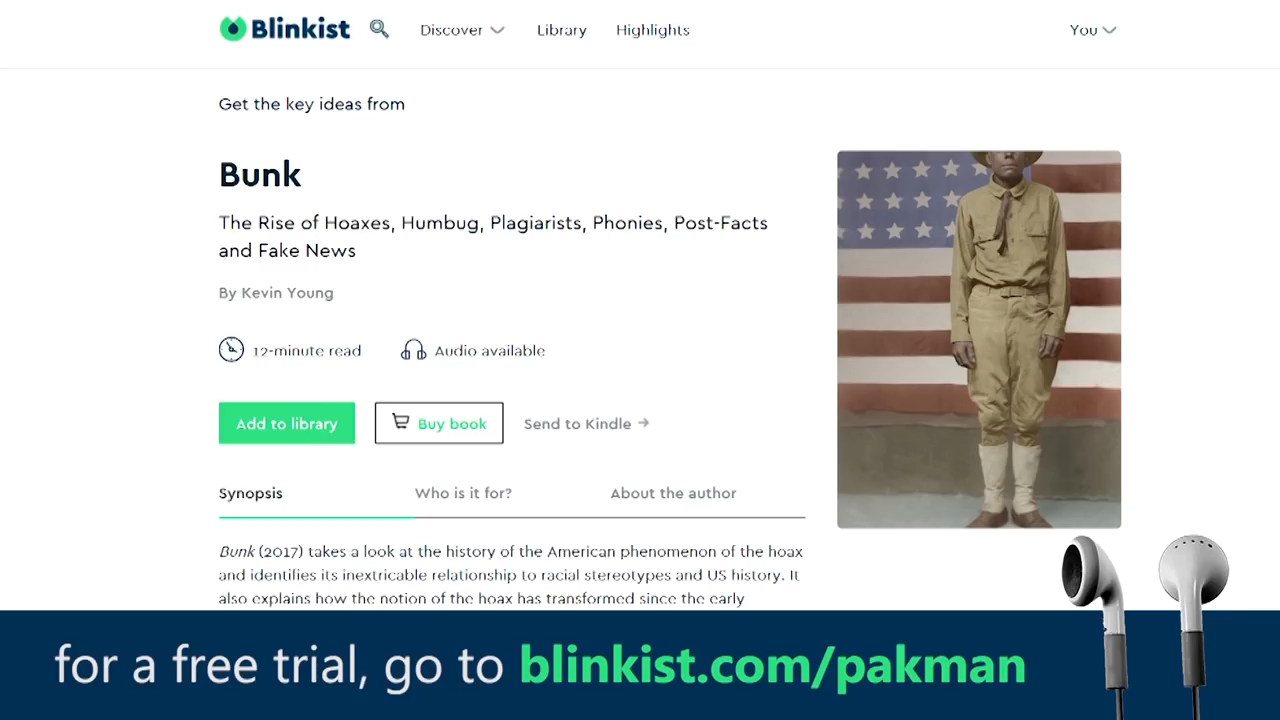 Blinkist Discover Library Highlights You
Get the key ideas from
Bunk
The Rise of Hoaxes, Humbug, Plagiarists, Phonies, Post-Facts
and Fake News
By Kevin Young
12-minute read Audio available
Add to library Buy book Send to Kindle →
Synopsis Who is it for? About the author
Bunk (2017) takes a look at the history of the American phenomenon of the hoax
and identifies its inextricable relationship to racial stereotypes and US history. It
also explains how the notion of the hoax has transformed since the early
for a free trial, go to blinkist.com/pakman